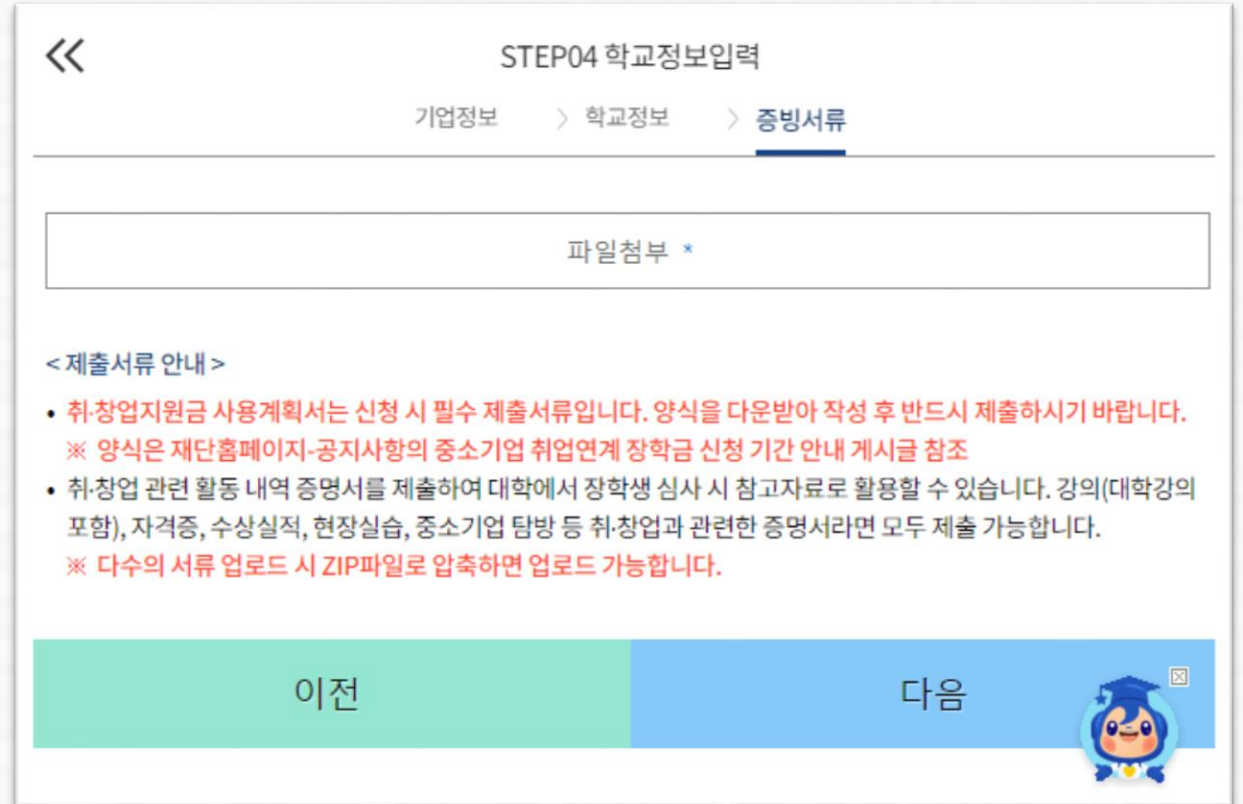 STEP04 학교정보입력
기업정보 > 학교정보 > 증빙서류
파일첨부 *
< 제출서류 안내 >
• 취·창업지원금 사용계획서는 신청 시 필수 제출서류입니다. 양식을 다운받아 작성 후 반드시 제출하시기 바랍니다.
※ 양식은 재단홈페이지-공지사항의 중소기업 취업연계 장학금 신청 기간 안내 게시글 참조
• 취·창업 관련 활동 내역 증명서를 제출하여 대학에서 장학생 심사 시 참고자료로 활용할 수 있습니다. 강의(대학강의
포함), 자격증, 수상실적, 현장실습, 중소기업 탐방 등 취·창업과 관련한 증명서라면 모두 제출 가능합니다.
※ 다수의 서류 업로드 시 ZIP파일로 압축하면 업로드 가능합니다.
이전
다음